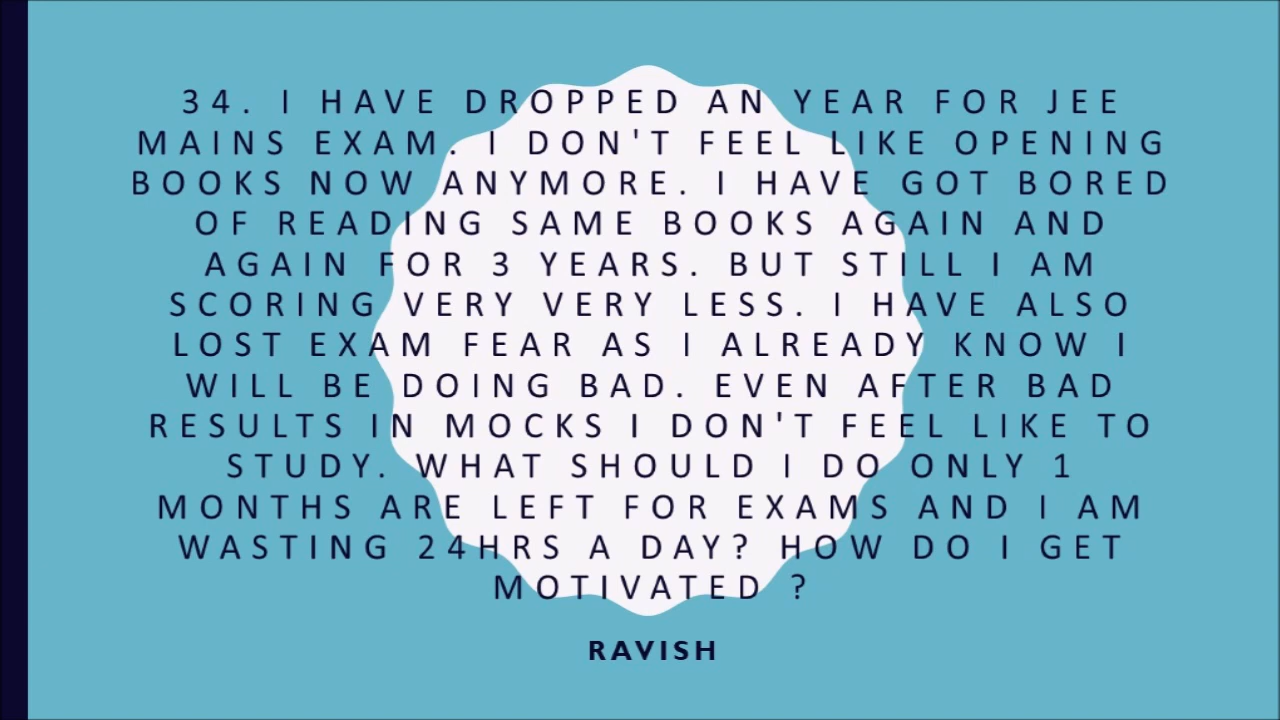 34. I HAVE DROPPED AN YEAR FOR JEE
MAINS EXAM. I DON'T FEEL LIKE OPENING
BOOKS NOW ANYMORE. I HAVE GOT BORED
OF READING SAME BOOKS AGAIN AND
AGAIN FOR 3 YEARS. BUT STILL I AM
SCORING VERY VERY LESS. I HAVE ALSO
LOST EXAM FEAR AS I ALREADY KNOW I
WILL BE DOING BAD. EVEN AFTER BAD
RESULTS IN MOCKS I DON'T FEEL LIKE TO
STUDY. WHAT SHOULD I DO ONLY 1
MONTHS ARE LEFT FOR EXAMS AND I AM
WASTING 24HRS A DAY? HOW DO I GET
MOTIVATED ?
RAVISH